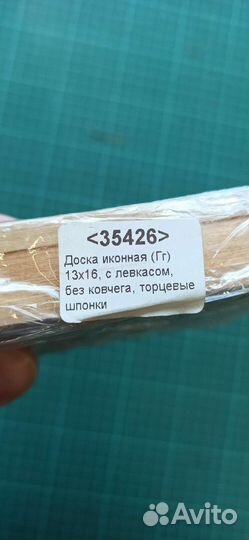 <35426>
Доска иконная (Гг)
13х16, с левкасом,
без ковчега, торцевые
шпонки
Avito